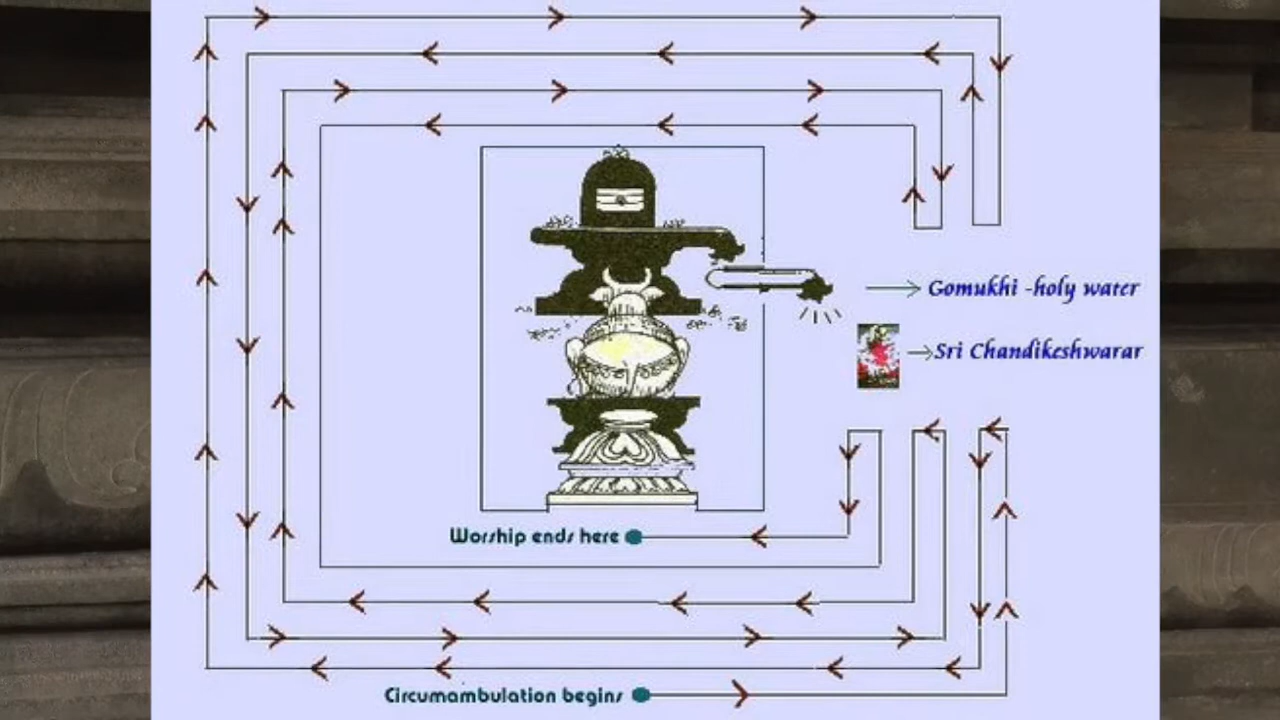 Gomukhi -holy water
Sri Chandikeshwarar
Worship ends here
Circumambulation begins